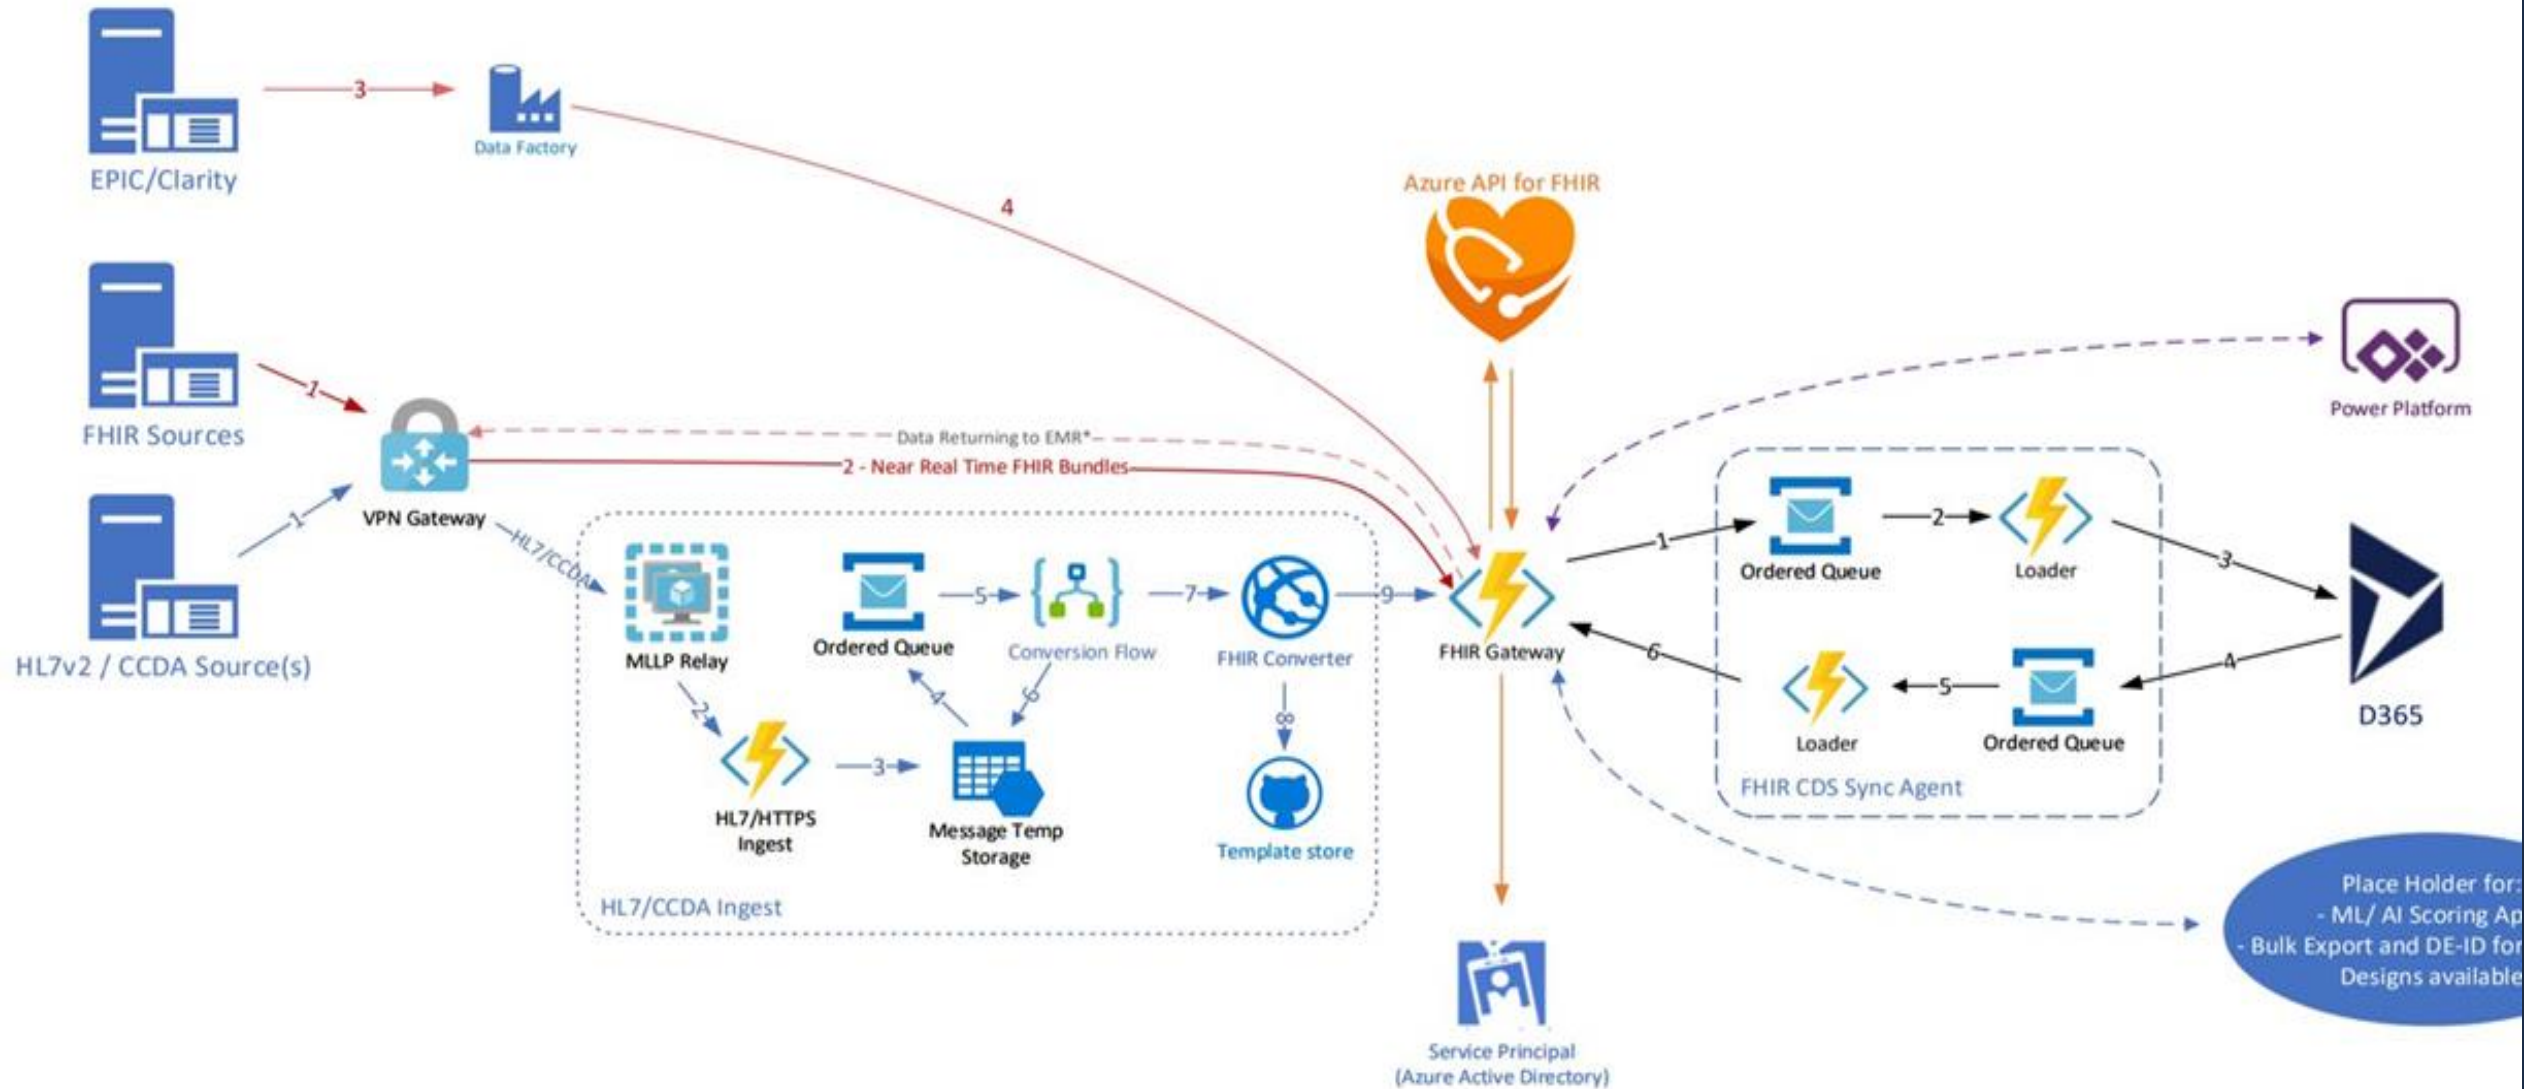 3
Data Factory
EPIC/Clarity
4
Azure API for FHIR
FHIR Sources
1
Power Platform
Data Returning to EMR*
2 - Near Real Time FHIR Bundles
VPN Gateway
1
HL7v2 / CCDA Source(s)
HL7/CCDA
MLLP Relay
2
HL7/HTTPS
Ingest
3
Message Temp
Storage
4
Ordered Queue
5
Conversion Flow
6
7
FHIR Converter
8
Template store
9
HL7/CCDA Ingest
FHIR Gateway
1
Ordered Queue
2
Loader
3
D365
4
Ordered Queue
5
Loader
6
FHIR CDS Sync Agent
Place Holder for:
- ML/ AI Scoring Ap
- Bulk Export and DE-ID for
Designs available
Service Principal
(Azure Active Directory)